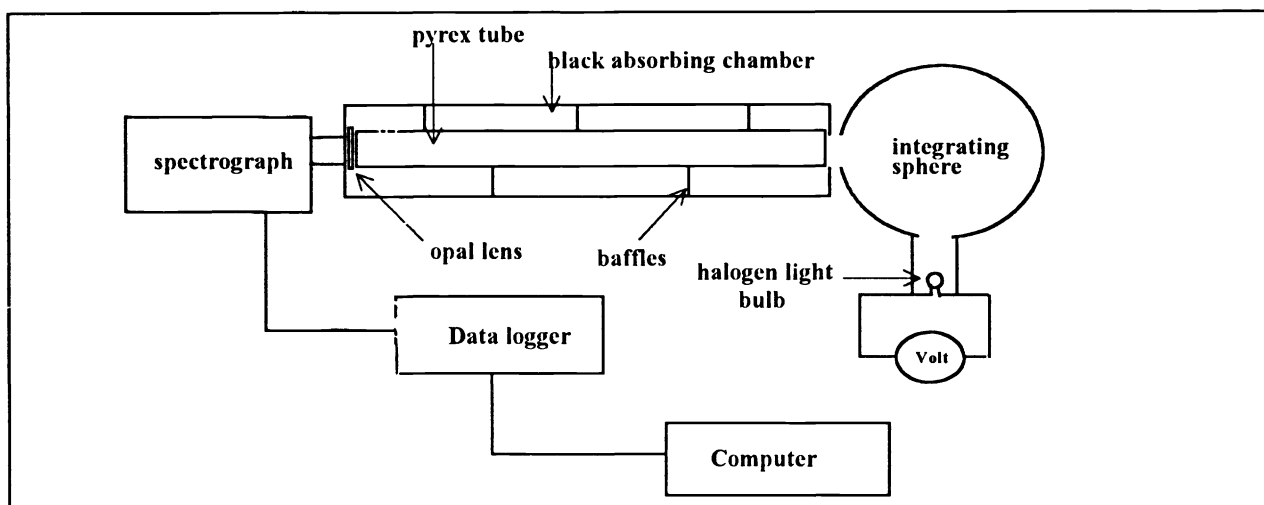 pyrex tube
black absorbing chamber
spectrograph
integrating
sphere
opal lens
baffles
halogen light
bulb
Volt
Data logger
Computer